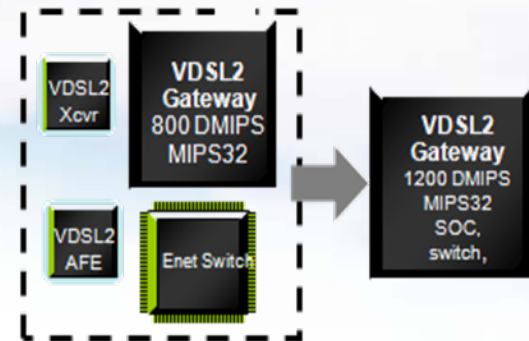 VDSL2
Xcvr
VDSL2
Gateway
800 DMIPS
MIPS32
VDSL2
AFE
Enet Switch
VDSL2
Gateway
1200 DMIPS
MIPS32
SOC,
switch,